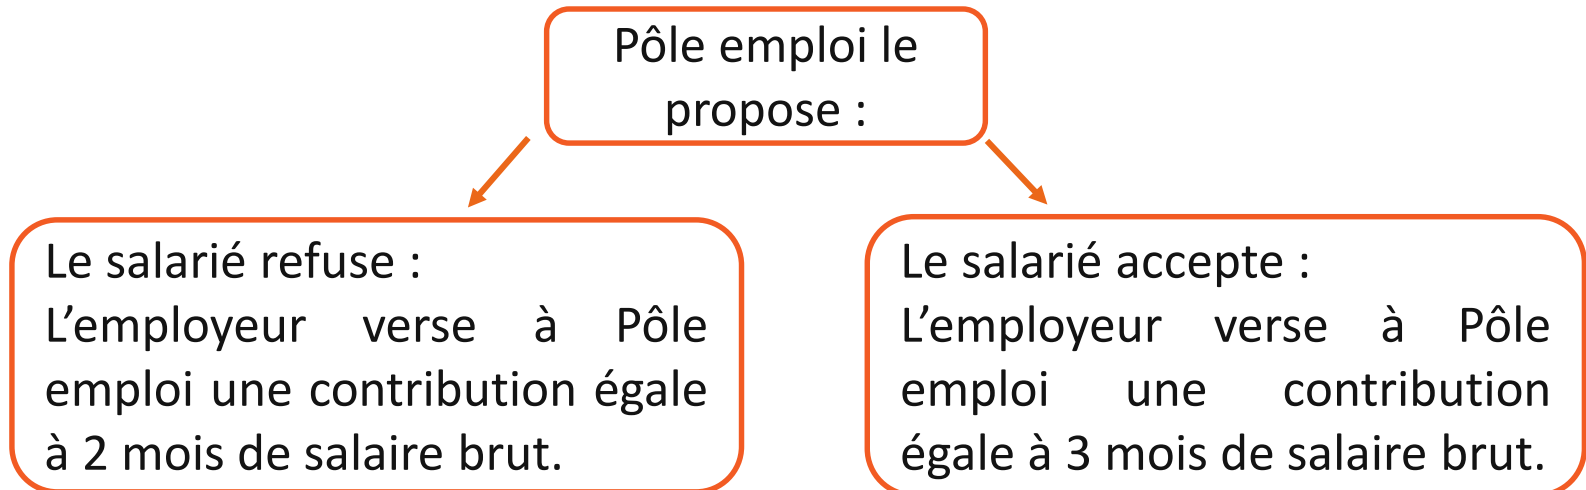 Pôle emploi le
propose :
Le salarié refuse :
L’employeur verse à Pôle
emploi une contribution égale
à 2 mois de salaire brut.
Le salarié accepte :
L’employeur verse à Pôle
emploi une contribution
égale à 3 mois de salaire brut.